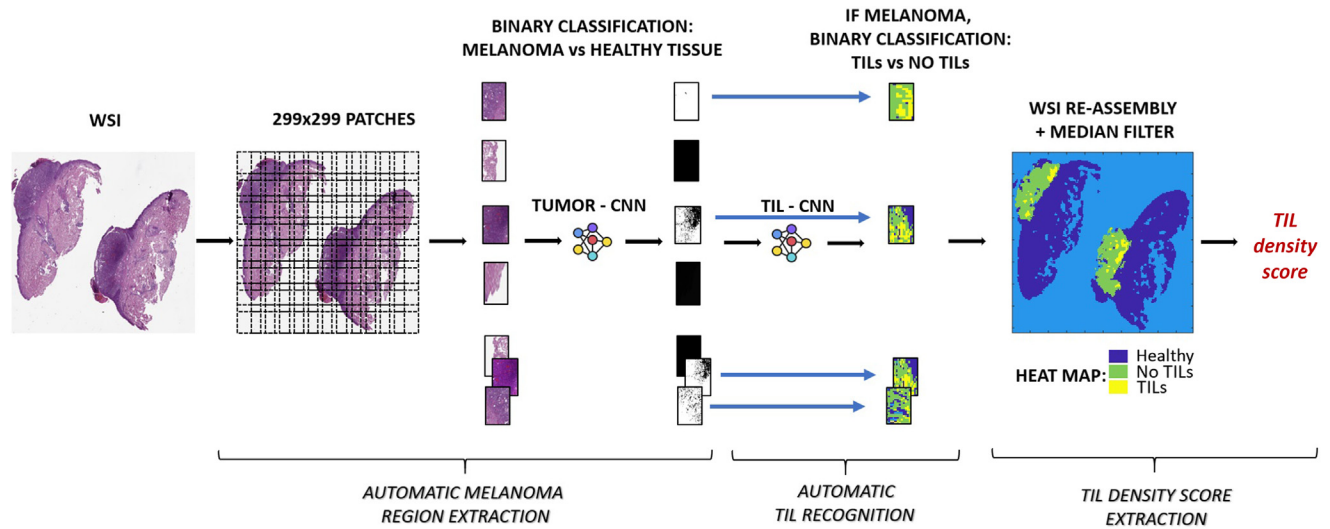 WSI
299x299 PATCHES
BINARY CLASSIFICATION:
MELANOMA vs HEALTHY TISSUE
TUMOR - CNN
IF MELANOMA,
BINARY CLASSIFICATION:
TILs vs NO TILs
TIL - CNN
WSI RE-ASSEMBLY
+ MEDIAN FILTER
HEAT MAP:
Healthy
No TILs
TILs
TIL
density
score
AUTOMATIC MELANOMA
REGION EXTRACTION
AUTOMATIC
TIL RECOGNITION
TIL DENSITY SCORE
EXTRACTION